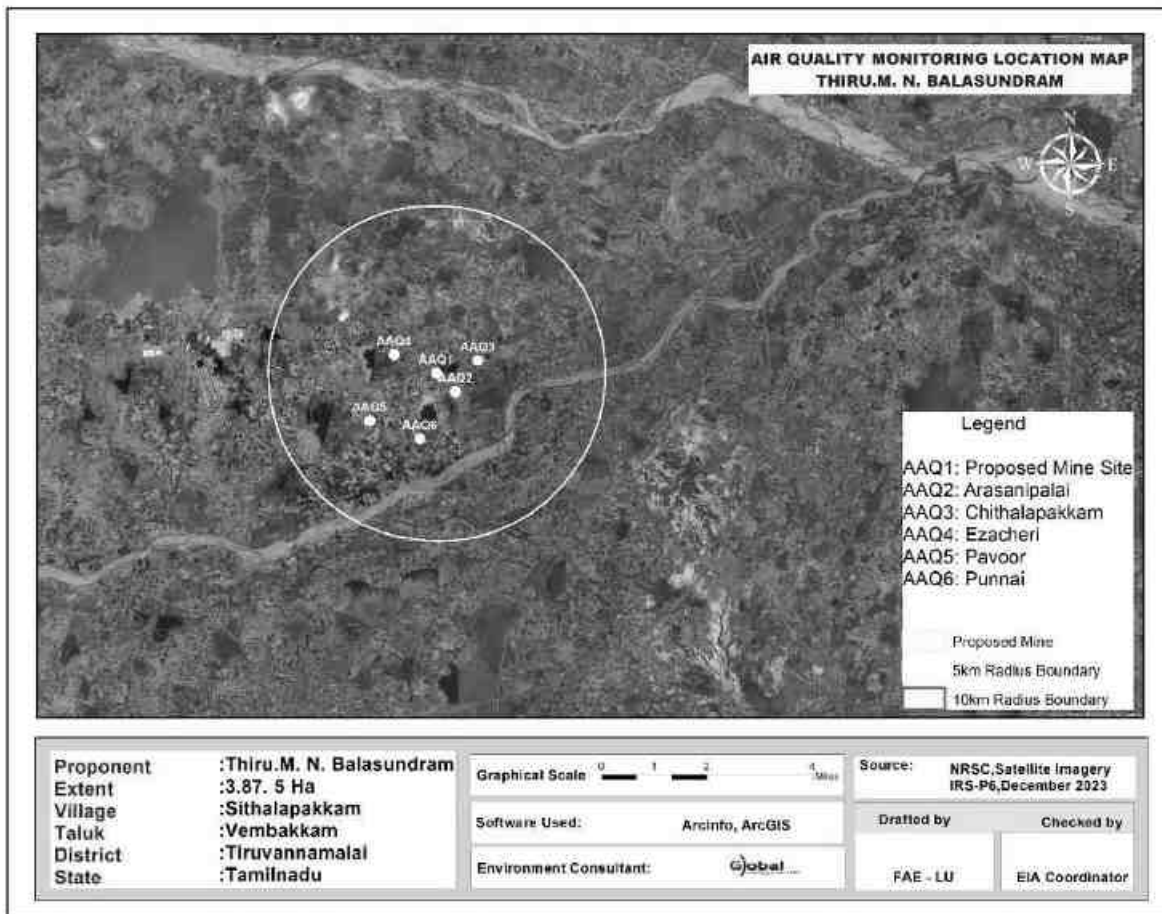 AIR QUALITY MONITORING LOCATION MAP
THIRU.M. N. BALASUNDRAM
N
W E
S
AAQ4
AAQ3
AAQ1
AAQ2
AAQ5
AAQ6
Legend
AAQ1: Proposed Mine Site
AAQ2: Arasanipalai
AAQ3: Chithalapakkam
AAQ4: Ezacheri
AAQ5: Pavoor
AAQ6: Punnai
Proposed Mine
5km Radius Boundary
10km Radius Boundary
Proponent :Thiru.M. N. Balasundram
Extent :3.87. 5 Ha
Village :Sithalapakkam
Taluk :Vembakkam
District :Tiruvannamalai
State :Tamilnadu
Graphical Scale 0 1 2 4 Miles
Software Used: Arcinfo, ArcGIS
Environment Consultant: Global
Source: NRSC,Satellite Imagery
IRS-P6,December 2023
Drafted by Checked by
FAE - LU EIA Coordinator